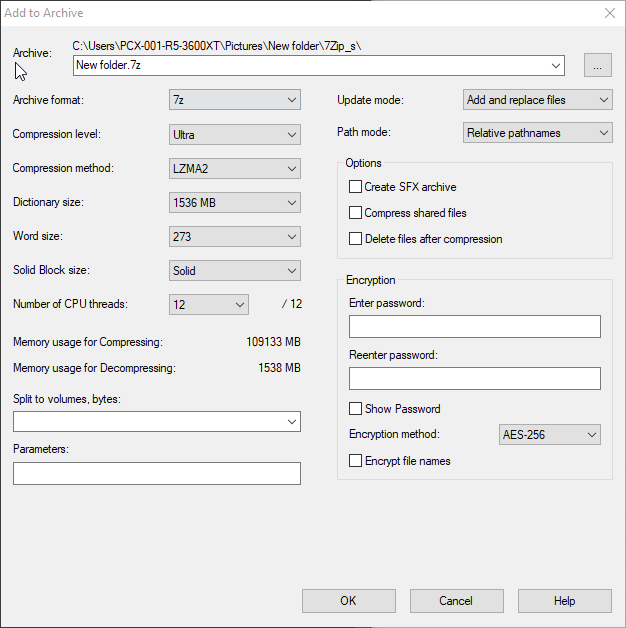 Add to Archive
Archive:
C:\Users\PCX-001-R5-3600XT\Pictures\New folder\7Zip_s\
New folder.7z
...
Archive format: 7z
Compression level: Ultra
Compression method: LZMA2
Dictionary size: 1536 MB
Word size: 273
Solid Block size: Solid
Number of CPU threads: 12 / 12
Memory usage for Compressing: 109133 MB
Memory usage for Decompressing: 1538 MB
Split to volumes, bytes:
Parameters:
Update mode: Add and replace files
Path mode: Relative pathnames
Options
Create SFX archive
Compress shared files
Delete files after compression
Encryption
Enter password:
Reenter password:
Show Password
Encryption method: AES-256
Encrypt file names
OK Cancel Help